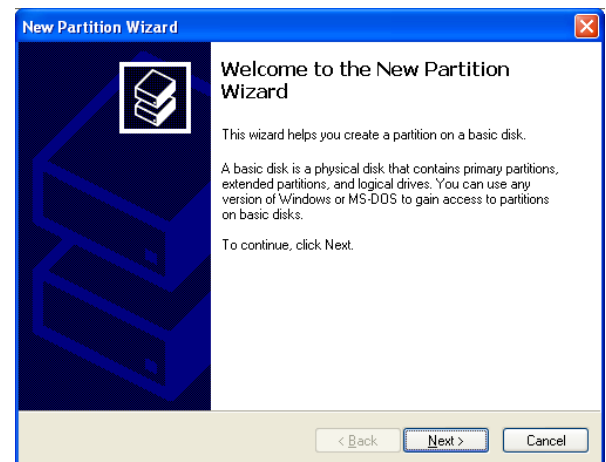 New Partition Wizard
Welcome to the New Partition
Wizard
This wizard helps you create a partition on a basic disk.
A basic disk is a physical disk that contains primary partitions,
extended partitions, and logical drives. You can use any
version of Windows or MS-DOS to gain access to partitions
on basic disks.
To continue, click Next.
< Back
Next >
Cancel